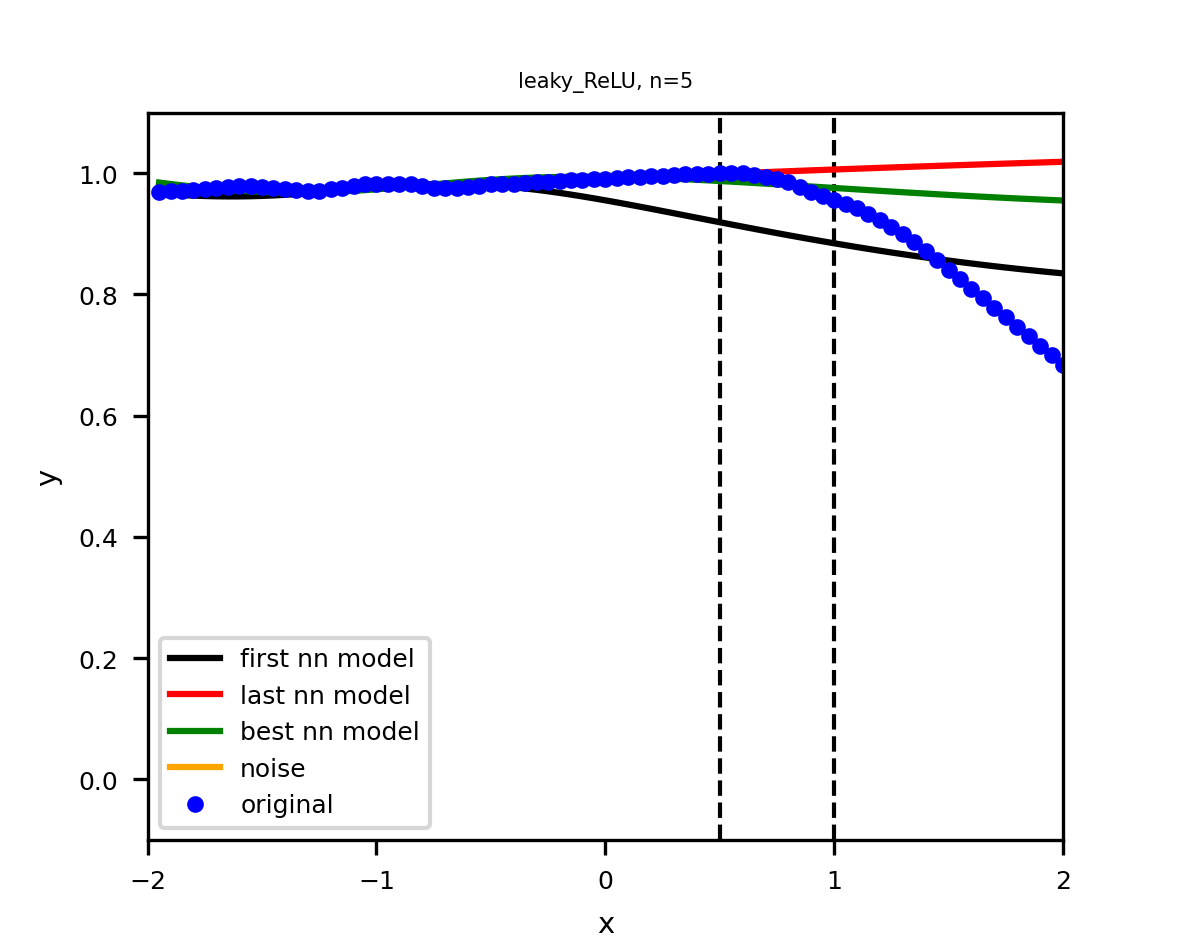 leaky_ReLU, n=5
1.0
0.8
0.6
0.4
0.2
0.0
y
first nn model
last nn model
best nn model
noise
original
−2
−1
0
1
2
x